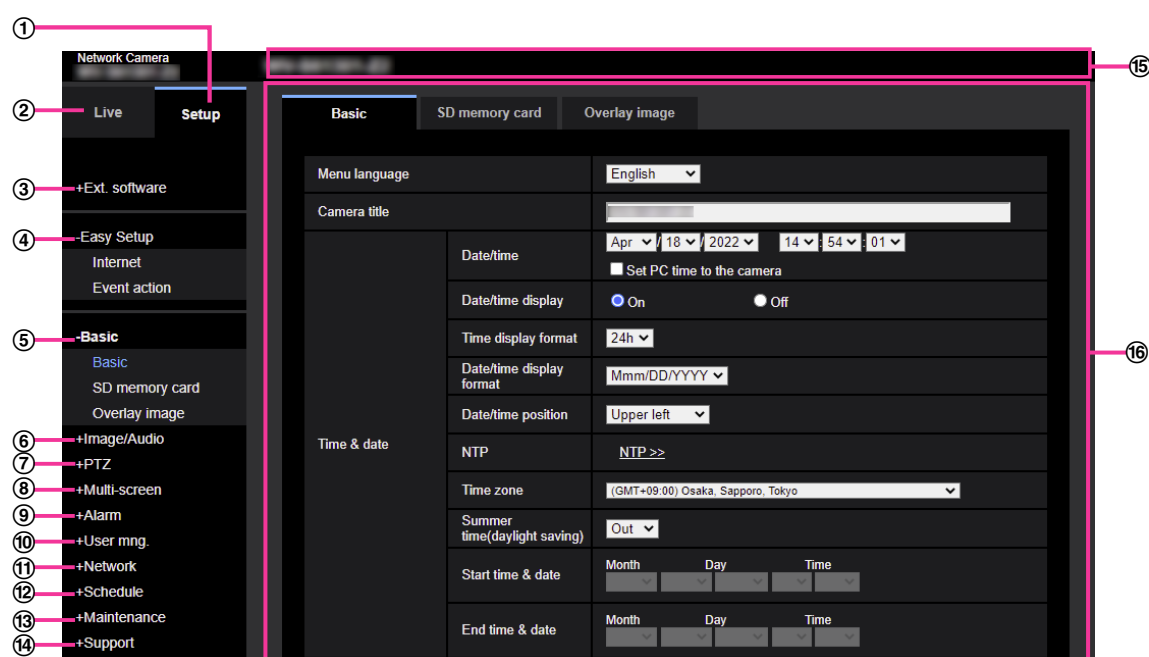 ①
Network Camera
⑮
②
Live
Setup
Basic
SD memory card
Overlay image
Menu language
English
③
+Ext. software
Camera title
④
-Easy Setup
Internet
Event action
Date/time
Apr / 18 / 2022 14 : 54 : 01
Set PC time to the camera
Date/time display
On
Off
⑤
-Basic
Basic
SD memory card
Overlay image
Time display format
24h
⑯
Date/time display
format
Mmm/DD/YYYY
Date/time position
Upper left
⑥
+Image/Audio
⑦
+PTZ
⑧
+Multi-screen
⑨
+Alarm
⑩
+User mng.
⑪
+Network
⑫
+Schedule
⑬
+Maintenance
⑭
+Support
Time & date
NTP
NTP >>
Time zone
(GMT+09:00) Osaka, Sapporo, Tokyo
Summer
time(daylight saving)
Out
Start time & date
Month Day Time
End time & date
Month Day Time